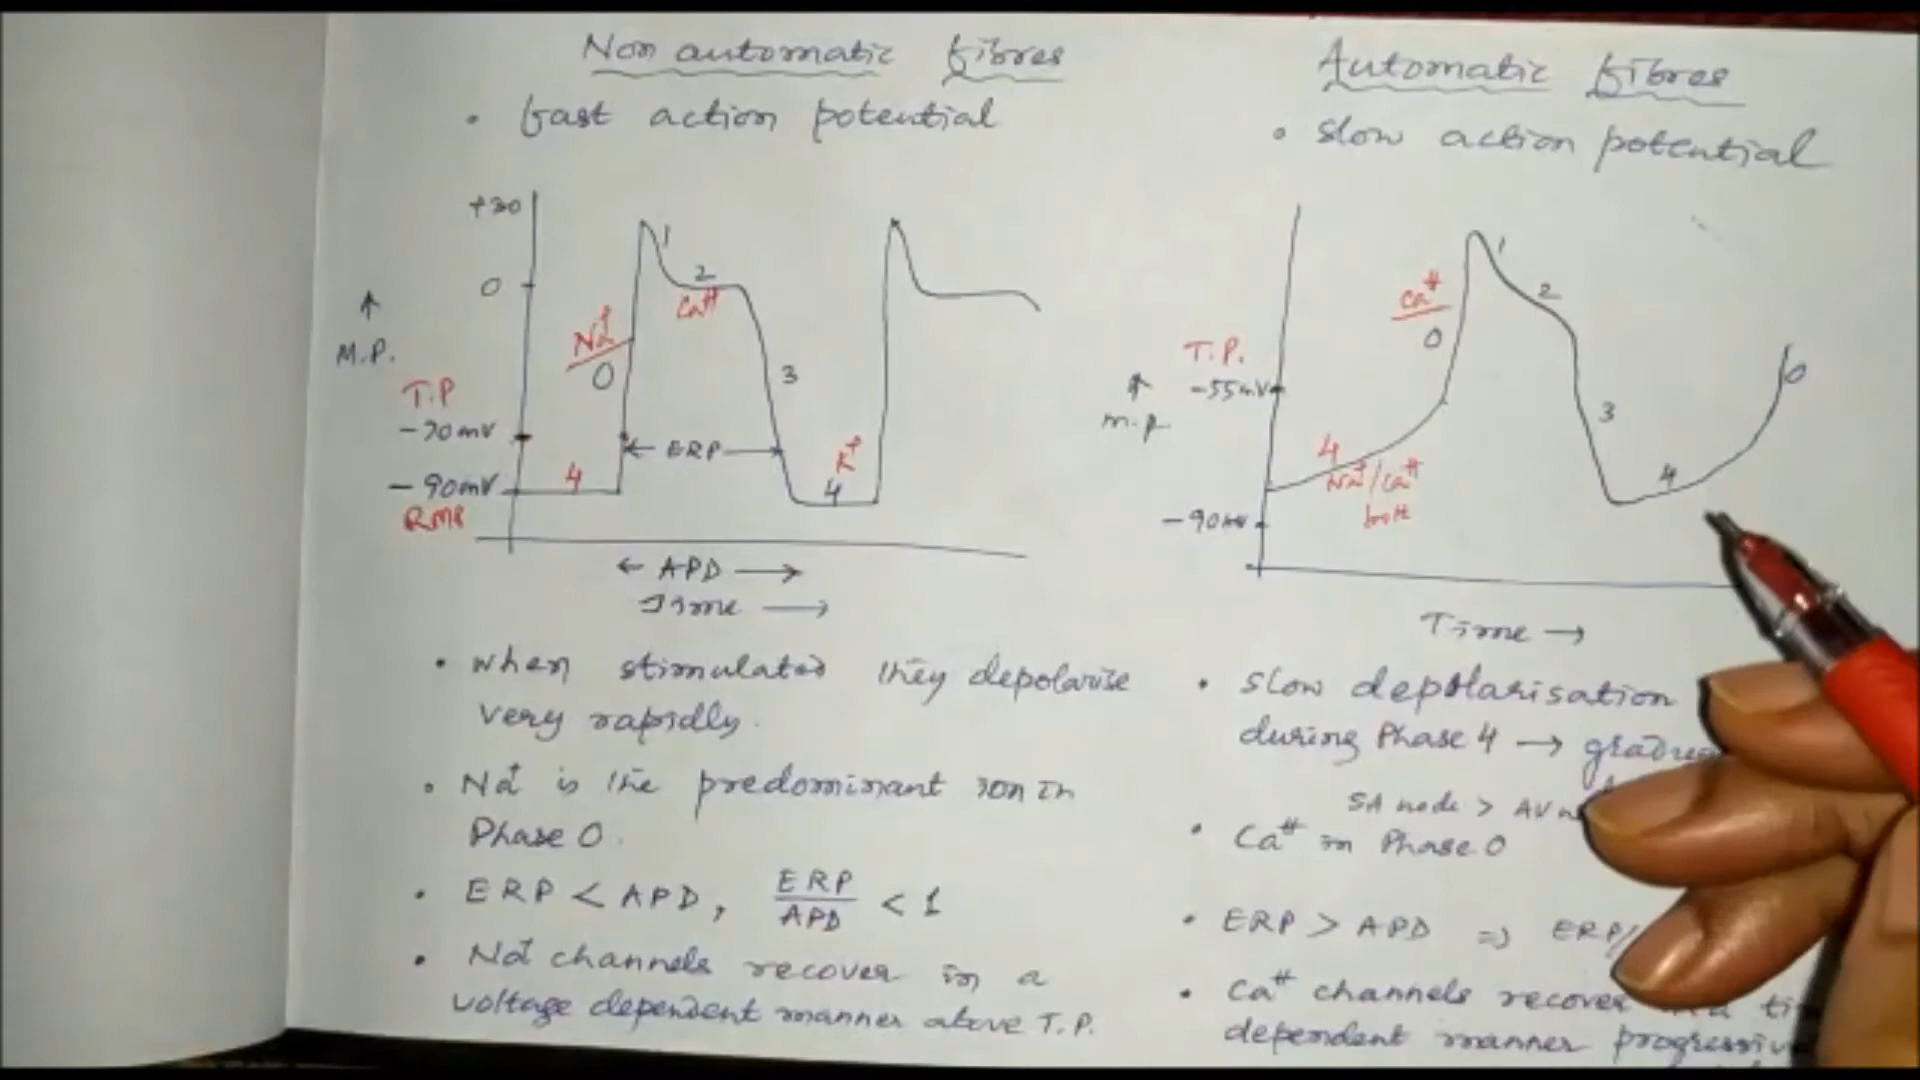 Non automatic fibres
• fast action potential
+30
0
↑
M.P.
T.P
-70mV
-90mV
RMP
4
Na+
0
1
2
Ca++
3
← ERP →
K+
4
← APD →
Time →
• When stimulated they depolarise
very rapidly.
• Na+ is the predominant ion in
Phase 0.
• ERP < APD, ERP/APD < 1
• Na+ channels recover in a
voltage dependent manner above T.P.
Automatic fibres
• slow action potential
T.P.
-55mV
↑
m.p
-90mv
4
Na+/Ca++
both
Ca++
0
1
2
3
4
0
Time →
• slow depolarisation
during Phase 4 →
SA node > AV
• Ca++ in Phase 0
• ERP > APD => ERP/
• Ca++ channels recover
dependent manner